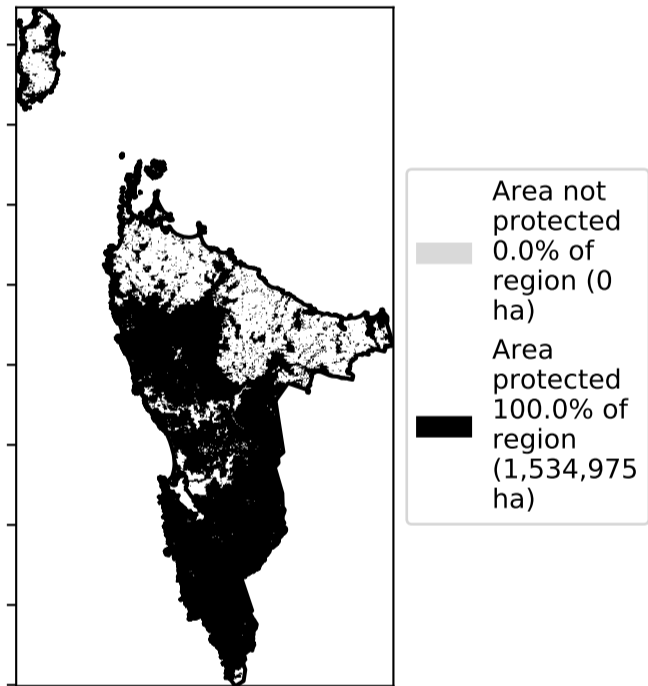 Area not
protected
0.0% of
region (0
ha)
Area
protected
100.0% of
region
(1,534,975
ha)